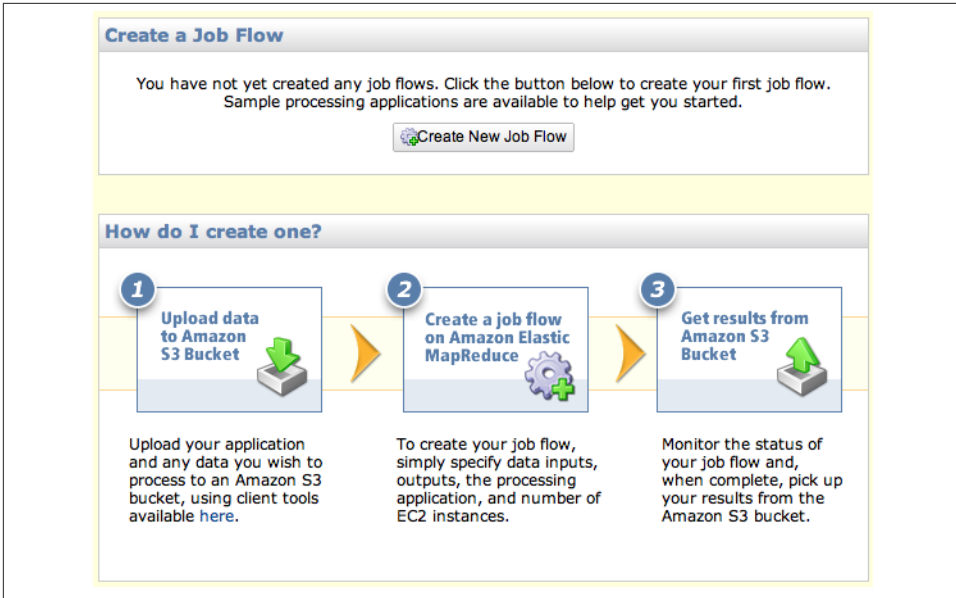 Create a Job Flow
You have not yet created any job flows. Click the button below to create your first job flow.
Sample processing applications are available to help get you started.
Create New Job Flow
How do I create one?
1
Upload data
to Amazon
S3 Bucket
Upload your application
and any data you wish to
process to an Amazon S3
bucket, using client tools
available here.
2
Create a job flow
on Amazon Elastic
MapReduce
To create your job flow,
simply specify data inputs,
outputs, the processing
application, and number of
EC2 instances.
3
Get results from
Amazon S3
Bucket
Monitor the status of
your job flow and,
when complete, pick up
your results from the
Amazon S3 bucket.